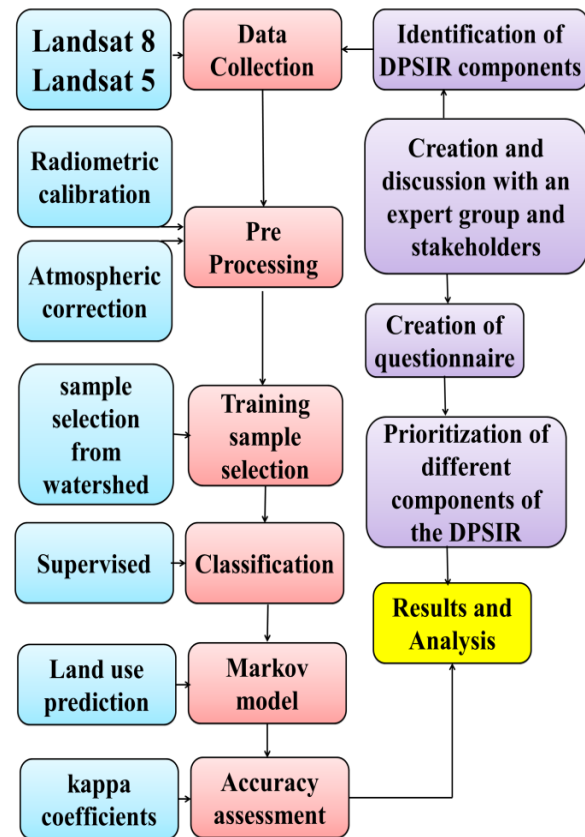 Landsat 8
Landsat 5
Data
Collection
Identification of
DPSIR components
Radiometric
calibration
Creation and
discussion with an
expert group and
stakeholders
Pre
Processing
Atmospheric
correction
Creation of
questionnaire
sample
selection
from
watershed
Training
sample
selection
Prioritization of
different
components of
the DPSIR
Supervised
Classification
Results and
Analysis
Land use
prediction
Markov
model
kappa
coefficients
Accuracy
assessment